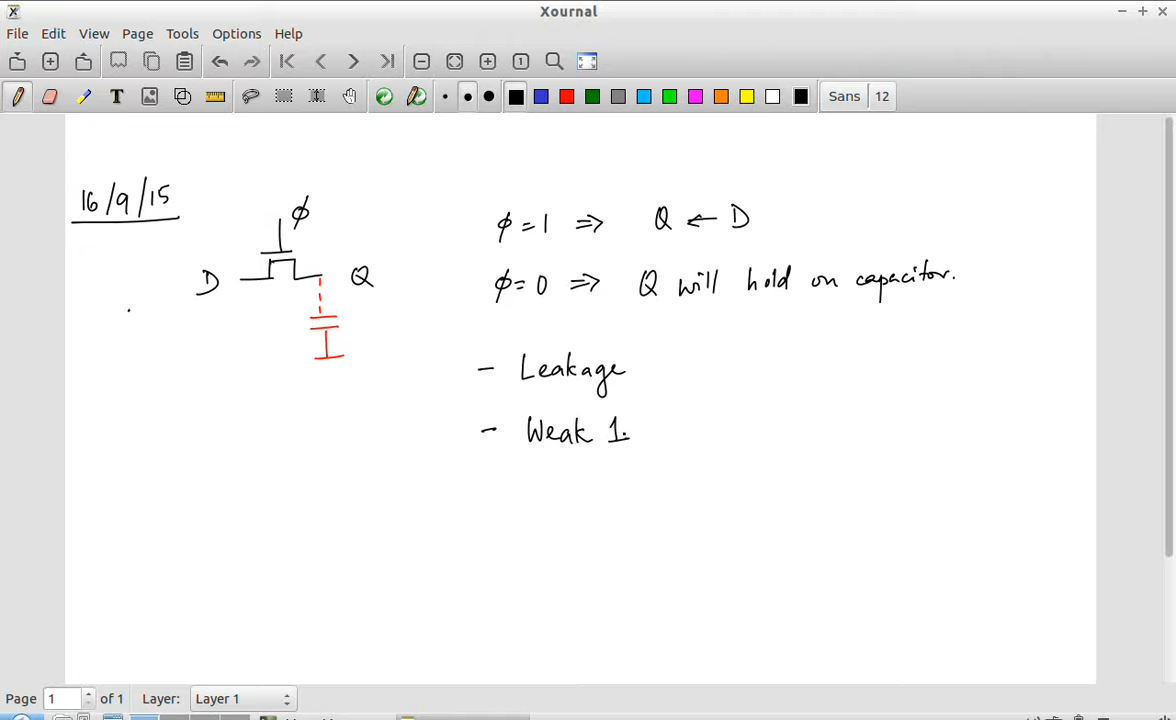 Xournal
File Edit View Page Tools Options Help
Sans 12
16/9/15
ϕ
D
Q
ϕ = 1 ⇒ Q ← D
ϕ = 0 ⇒ Q will hold on capacitor.
- Leakage
- Weak 1.
Page 1 of 1 Layer: Layer 1